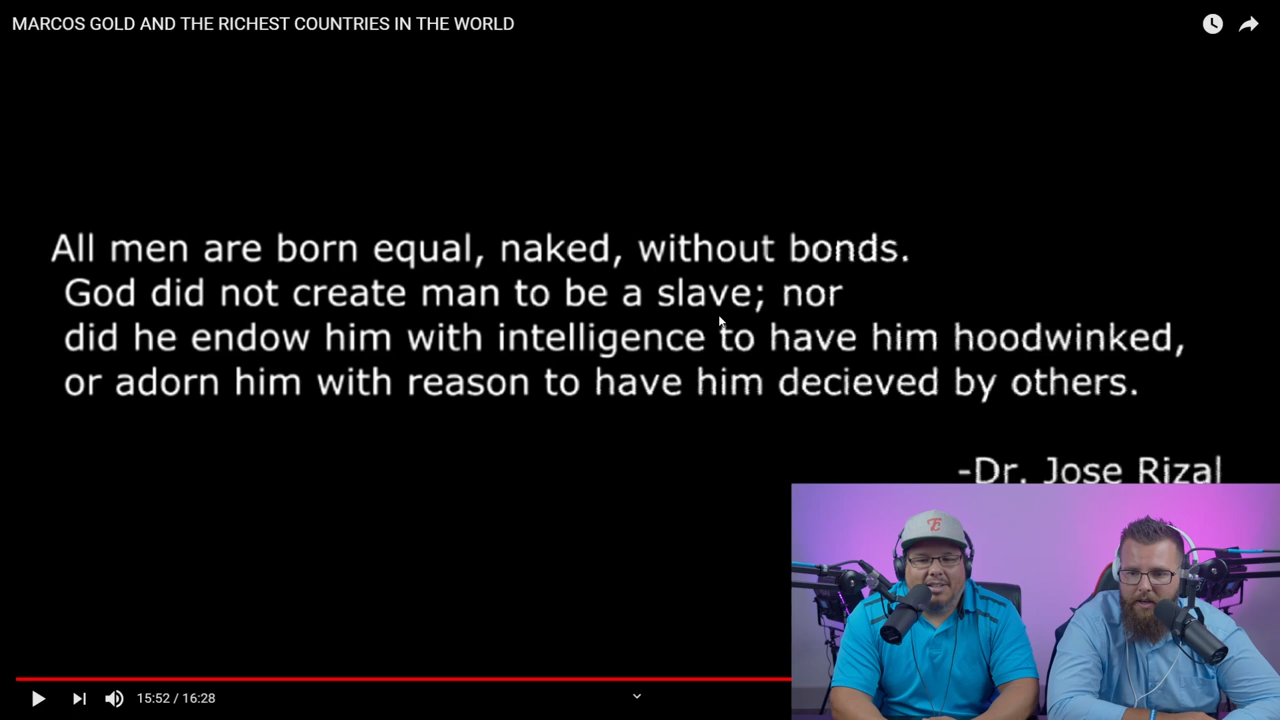 MARCOS GOLD AND THE RICHEST COUNTRIES IN THE WORLD
All men are born equal, naked, without bonds.
God did not create man to be a slave; nor
did he endow him with intelligence to have him hoodwinked,
or adorn him with reason to have him decieved by others.
-Dr. Jose Rizal
E
15:52 / 16:28